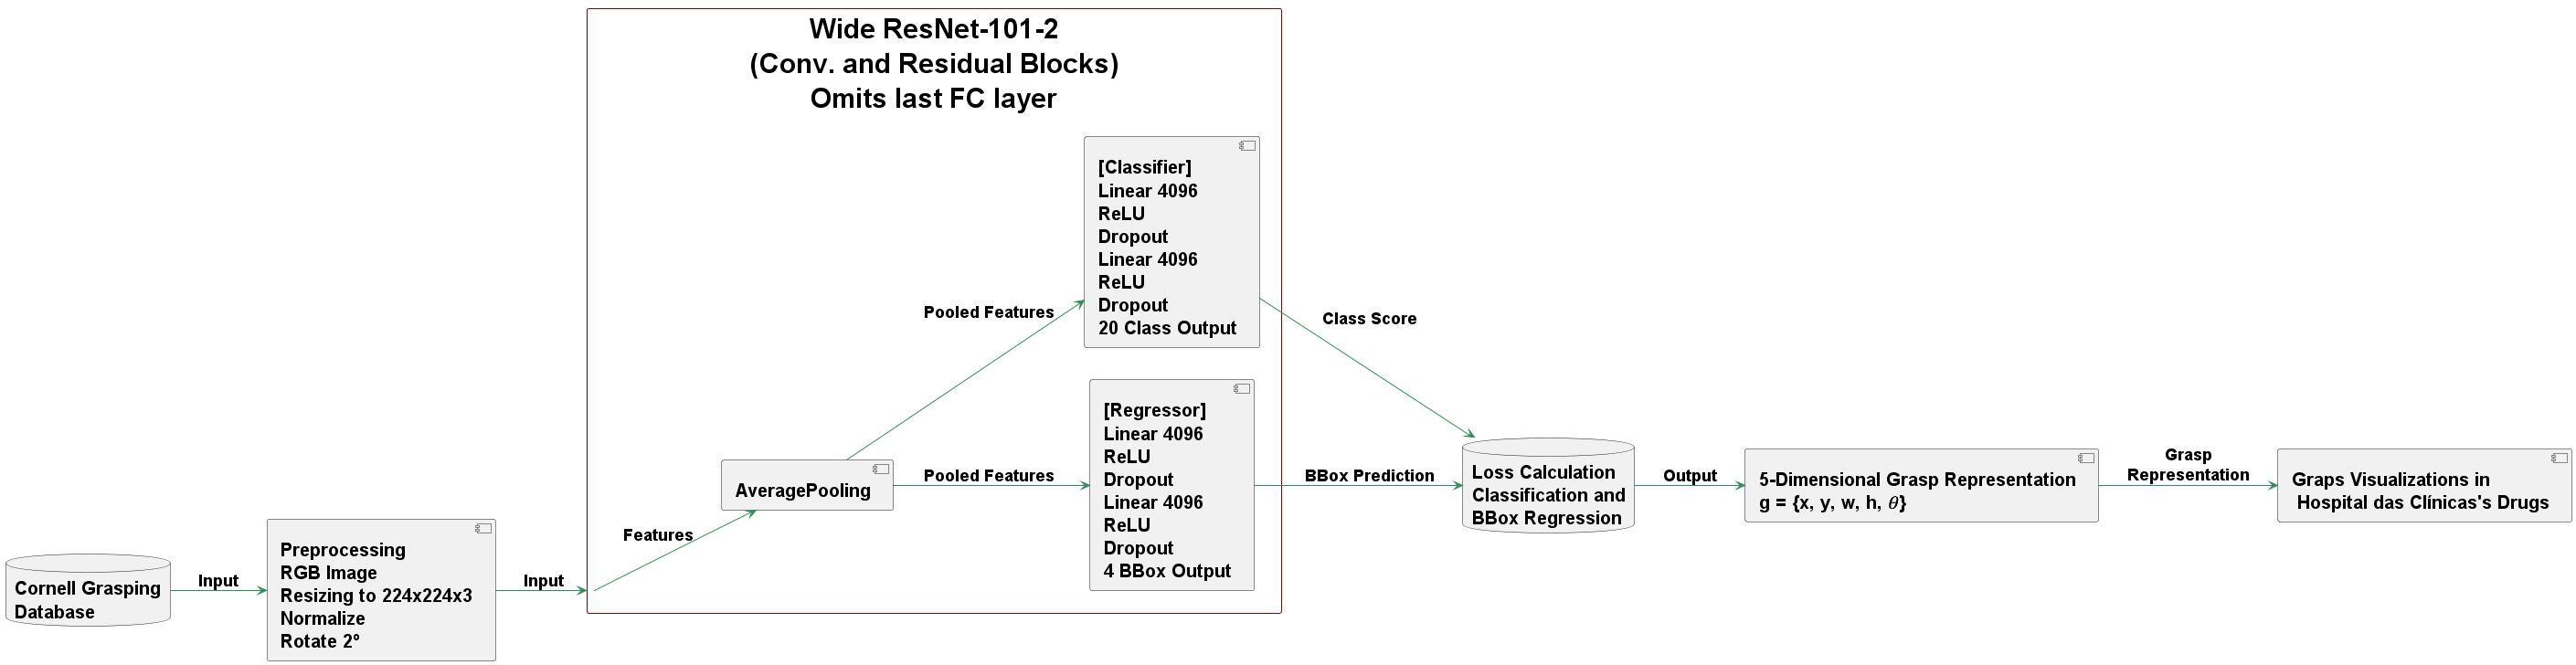 Wide ResNet-101-2
(Conv. and Residual Blocks)
Omits last FC layer
Cornell Grasping
Database
Input
Preprocessing
RGB Image
Resizing to 224x224x3
Normalize
Rotate 2º
Input
Features
AveragePooling
Pooled Features
[Classifier]
Linear 4096
ReLU
Dropout
Linear 4096
ReLU
Dropout
20 Class Output
Pooled Features
[Regressor]
Linear 4096
ReLU
Dropout
Linear 4096
ReLU
Dropout
4 BBox Output
Class Score
BBox Prediction
Loss Calculation
Classification and
BBox Regression
Output
5-Dimensional Grasp Representation
g = {x, y, w, h, θ}
Grasp
Representation
Graps Visualizations in
Hospital das Clínicas's Drugs